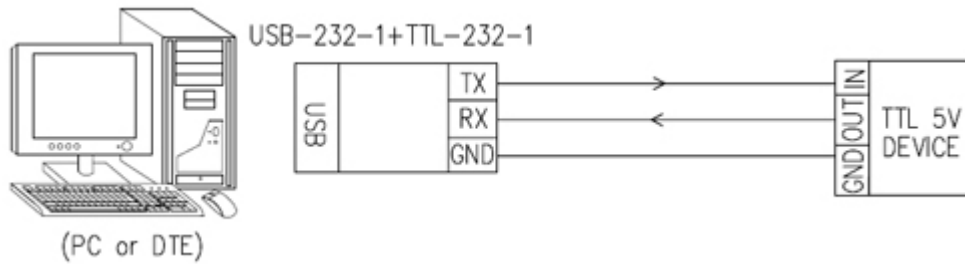 USB-232-1+TTL-232-1
USB
TX
RX
GND
IN
OUT
GND
TTL 5V
DEVICE
(PC or DTE)